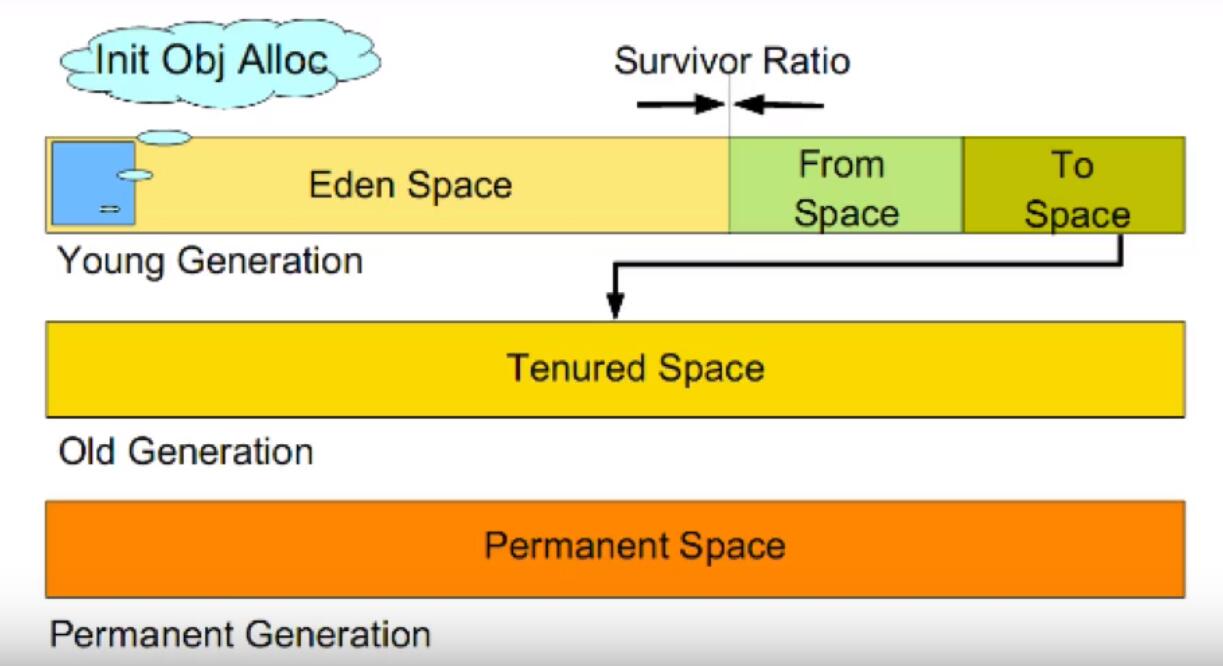 Init Obj Alloc
Survivor Ratio
Eden Space
From
Space
To
Space
Young Generation
Tenured Space
Old Generation
Permanent Space
Permanent Generation